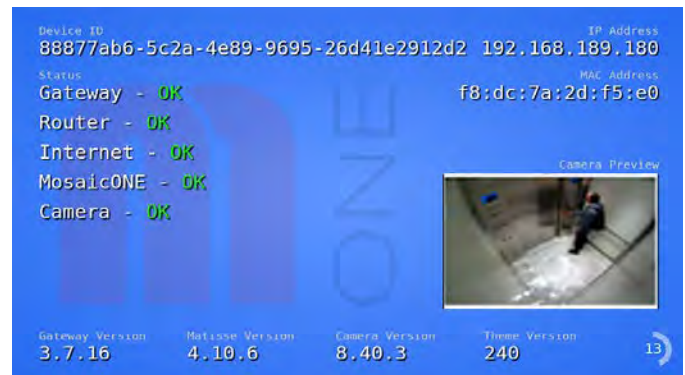 Device ID
IP Address
88877ab6-5c2a-4e89-9695-26d41e2912d2
192.168.189.180
Status
MAC Address
Gateway - OK
f8:dc:7a:2d:f5:e0
Router - OK
Internet - OK
Camera Preview
MosaicONE - OK
Camera - OK
ONE
Gateway Version
Matisse Version
Camera Version
Theme Version
3.7.16
4.10.6
8.40.3
240
13